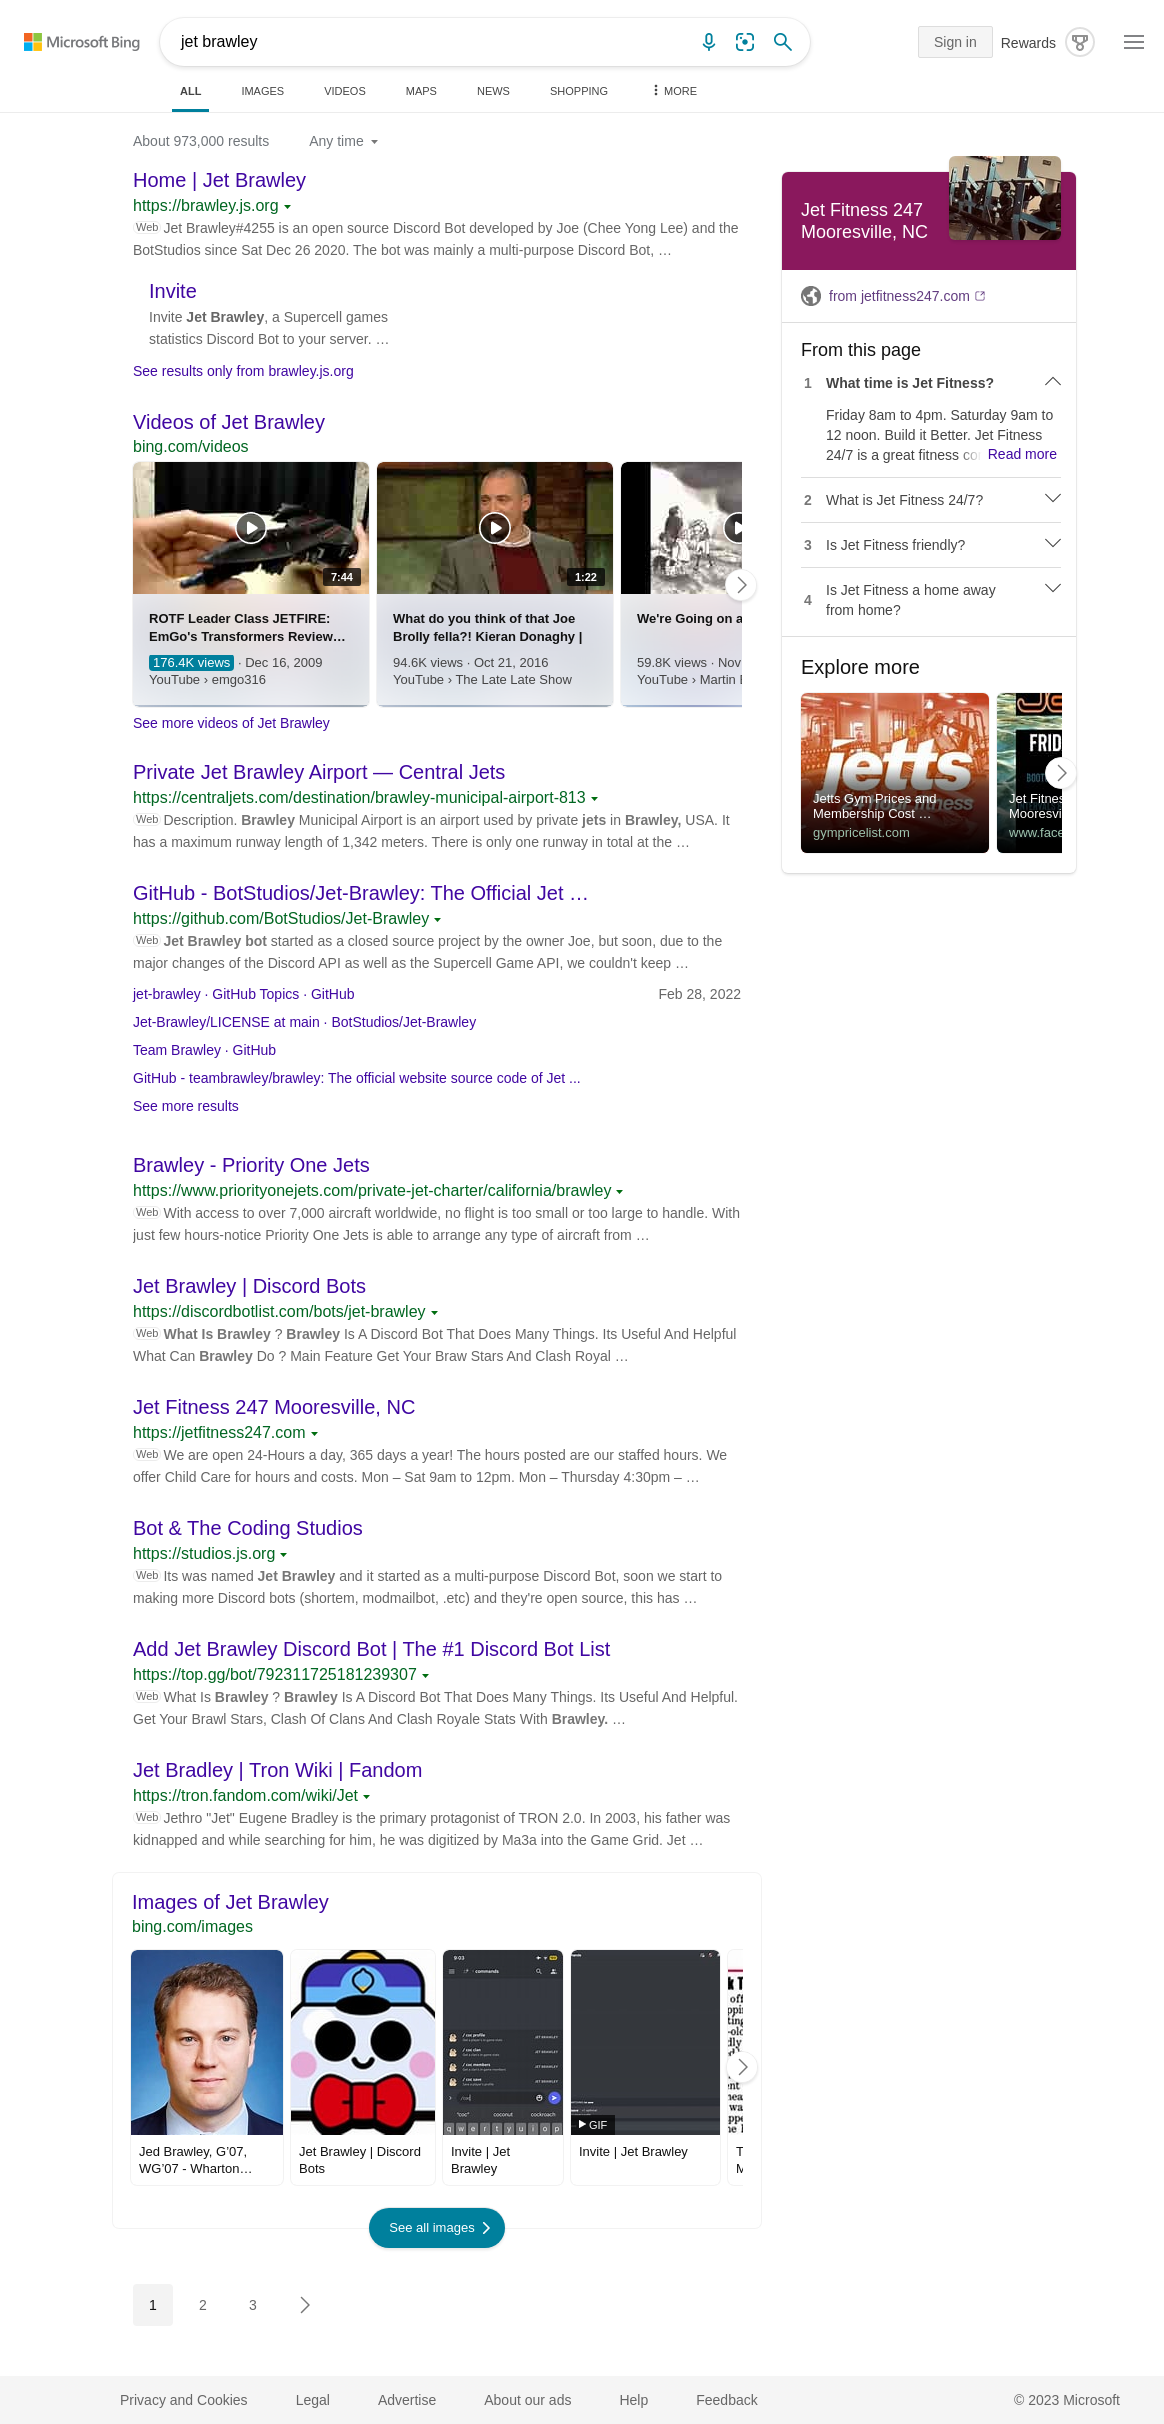 Microsoft Bing
jet brawley
Sign in
Rewards
ALL
IMAGES
VIDEOS
MAPS
NEWS
SHOPPING
MORE
About 973,000 results
Any time
Home | Jet Brawley
https://brawley.js.org
Web Jet Brawley#4255 is an open source Discord Bot developed by Joe (Chee Yong Lee) and the
BotStudios since Sat Dec 26 2020. The bot was mainly a multi-purpose Discord Bot, …
Invite
Invite Jet Brawley, a Supercell games
statistics Discord Bot to your server. …
See results only from brawley.js.org
Videos of Jet Brawley
bing.com/videos
7:44
ROTF Leader Class JETFIRE:
EmGo's Transformers Review…
176.4K views · Dec 16, 2009
YouTube › emgo316
1:22
What do you think of that Joe
Brolly fella?! Kieran Donaghy |
94.6K views · Oct 21, 2016
YouTube › The Late Late Show
We're Going on a
59.8K views · Nov
YouTube › Martin
See more videos of Jet Brawley
Private Jet Brawley Airport — Central Jets
https://centraljets.com/destination/brawley-municipal-airport-813
Web Description. Brawley Municipal Airport is an airport used by private jets in Brawley, USA. It
has a maximum runway length of 1,342 meters. There is only one runway in total at the …
GitHub - BotStudios/Jet-Brawley: The Official Jet …
https://github.com/BotStudios/Jet-Brawley
Web Jet Brawley bot started as a closed source project by the owner Joe, but soon, due to the
major changes of the Discord API as well as the Supercell Game API, we couldn't keep …
jet-brawley · GitHub Topics · GitHub
Feb 28, 2022
Jet-Brawley/LICENSE at main · BotStudios/Jet-Brawley
Team Brawley · GitHub
GitHub - teambrawley/brawley: The official website source code of Jet ...
See more results
Brawley - Priority One Jets
https://www.priorityonejets.com/private-jet-charter/california/brawley
Web With access to over 7,000 aircraft worldwide, no flight is too small or too large to handle. With
just few hours-notice Priority One Jets is able to arrange any type of aircraft from …
Jet Brawley | Discord Bots
https://discordbotlist.com/bots/jet-brawley
Web What Is Brawley ? Brawley Is A Discord Bot That Does Many Things. Its Useful And Helpful
What Can Brawley Do ? Main Feature Get Your Braw Stars And Clash Royal …
Jet Fitness 247 Mooresville, NC
https://jetfitness247.com
Web We are open 24-Hours a day, 365 days a year! The hours posted are our staffed hours. We
offer Child Care for hours and costs. Mon – Sat 9am to 12pm. Mon – Thursday 4:30pm – …
Bot & The Coding Studios
https://studios.js.org
Web Its was named Jet Brawley and it started as a multi-purpose Discord Bot, soon we start to
making more Discord bots (shortem, modmailbot, .etc) and they're open source, this has …
Add Jet Brawley Discord Bot | The #1 Discord Bot List
https://top.gg/bot/792311725181239307
Web What Is Brawley ? Brawley Is A Discord Bot That Does Many Things. Its Useful And Helpful.
Get Your Brawl Stars, Clash Of Clans And Clash Royale Stats With Brawley. …
Jet Bradley | Tron Wiki | Fandom
https://tron.fandom.com/wiki/Jet
Web Jethro "Jet" Eugene Bradley is the primary protagonist of TRON 2.0. In 2003, his father was
kidnapped and while searching for him, he was digitized by Ma3a into the Game Grid. Jet …
Images of Jet Brawley
bing.com/images
Jed Brawley, G'07,
WG'07 - Wharton…
Jet Brawley | Discord
Bots
9:03
commands
/ coc profile
JET BRAWLEY
/ coc clan
JET BRAWLEY
/ coc members
JET BRAWLEY
/ coc save
JET BRAWLEY
"coc" coconut cockroach
q w e r t y u i o p
Invite | Jet
Brawley
GIF
Invite | Jet Brawley
See all images
1
2
3
Jet Fitness 247
Mooresville, NC
from jetfitness247.com
From this page
1 What time is Jet Fitness?
Friday 8am to 4pm. Saturday 9am to
12 noon. Build it Better. Jet Fitness
24/7 is a great fitness Read more
2 What is Jet Fitness 24/7?
3 Is Jet Fitness friendly?
4 Is Jet Fitness a home away
from home?
Explore more
jetts
24 hour fitness
Jetts Gym Prices and
Membership Cost …
gympricelist.com
FRID
BOOT
Jet Fitnes
Mooresvi
www.face
Privacy and Cookies
Legal
Advertise
About our ads
Help
Feedback
© 2023 Microsoft